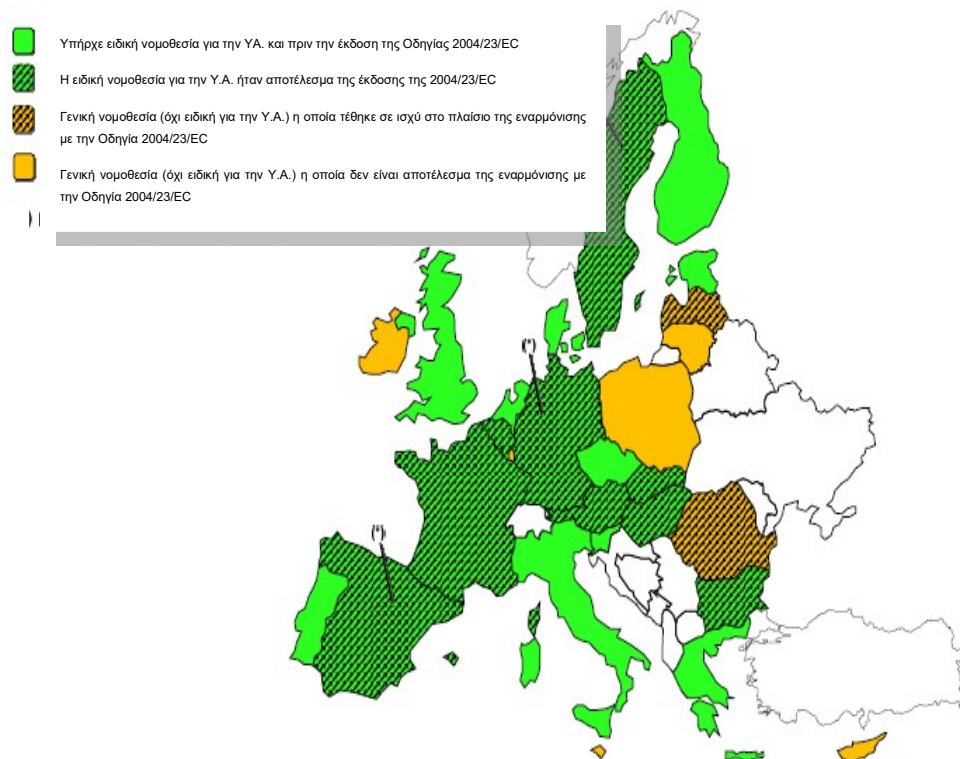 Υπήρχε ειδική νομοθεσία για την ΥΑ. και πριν την έκδοση της Οδηγίας 2004/23/EC
Η ειδική νομοθεσία για την Υ.Α. ήταν αποτέλεσμα της έκδοσης της 2004/23/EC
Γενική νομοθεσία (όχι ειδική για την Υ.Α.) η οποία τέθηκε σε ισχύ στο πλαίσιο της εναρμόνισης
με την Οδηγία 2004/23/EC
Γενική νομοθεσία (όχι ειδική για την Υ.Α.) η οποία δεν είναι αποτέλεσμα της εναρμόνισης με
την Οδηγία 2004/23/EC
(*)
(*)